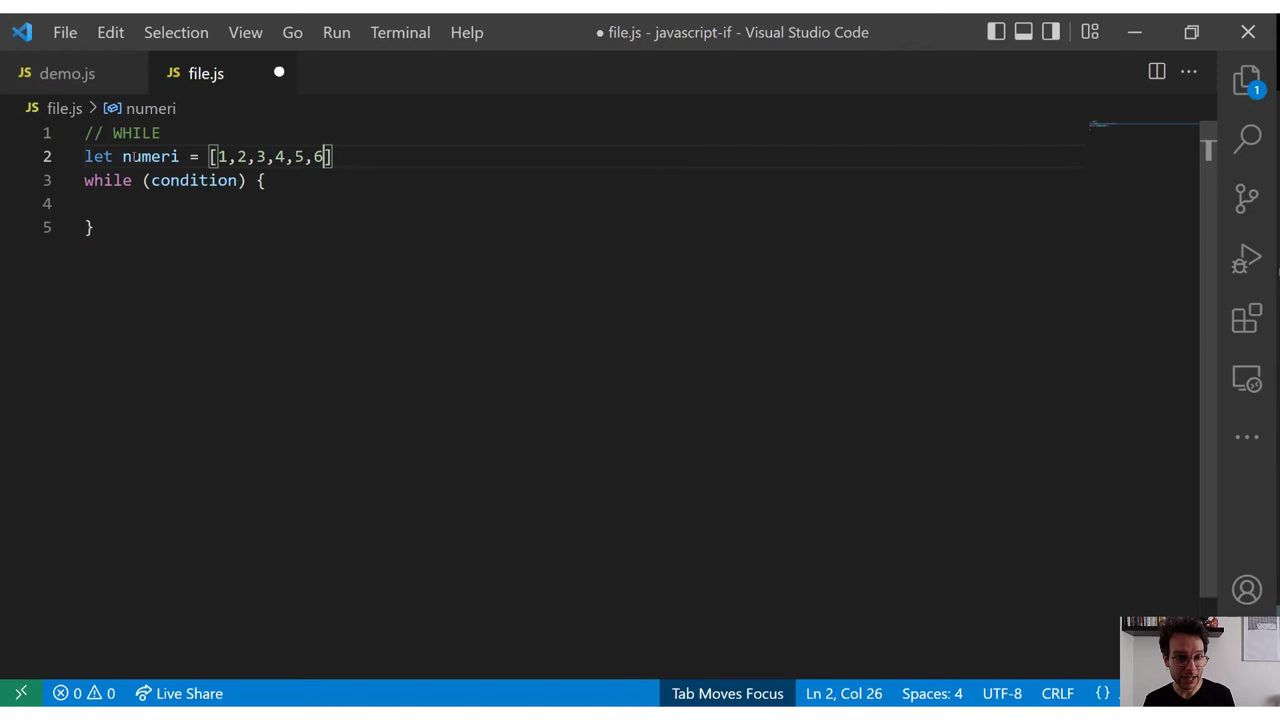 File Edit Selection View Go Run Terminal Help
● file.js - javascript-if - Visual Studio Code
JS demo.js
JS file.js
JS file.js > numeri
1 // WHILE
2 let numeri = [1,2,3,4,5,6]
3 while (condition) {
4
5 }
1
0 0 Live Share
Tab Moves Focus Ln 2, Col 26 Spaces: 4 UTF-8 CRLF {}